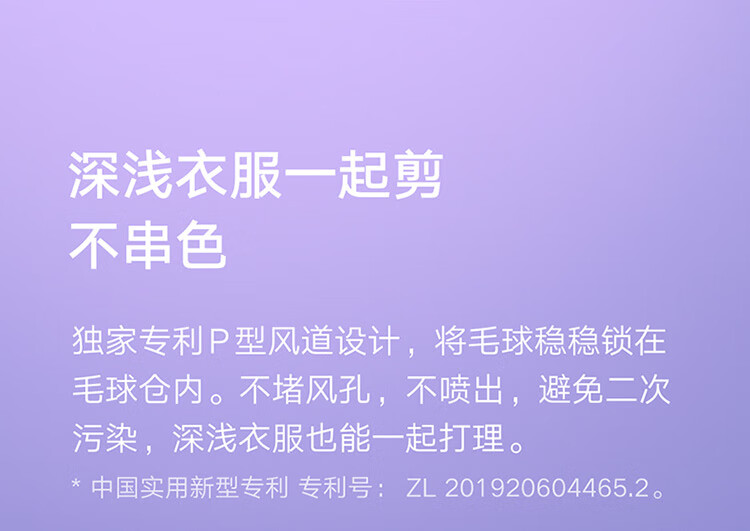 深浅衣服一起剪
不串色
独家专利P型风道设计，将毛球稳稳锁在
毛球仓内。不堵风孔，不喷出，避免二次
污染，深浅衣服也能一起打理。
* 中国实用新型专利 专利号： ZL 201920604465.2。